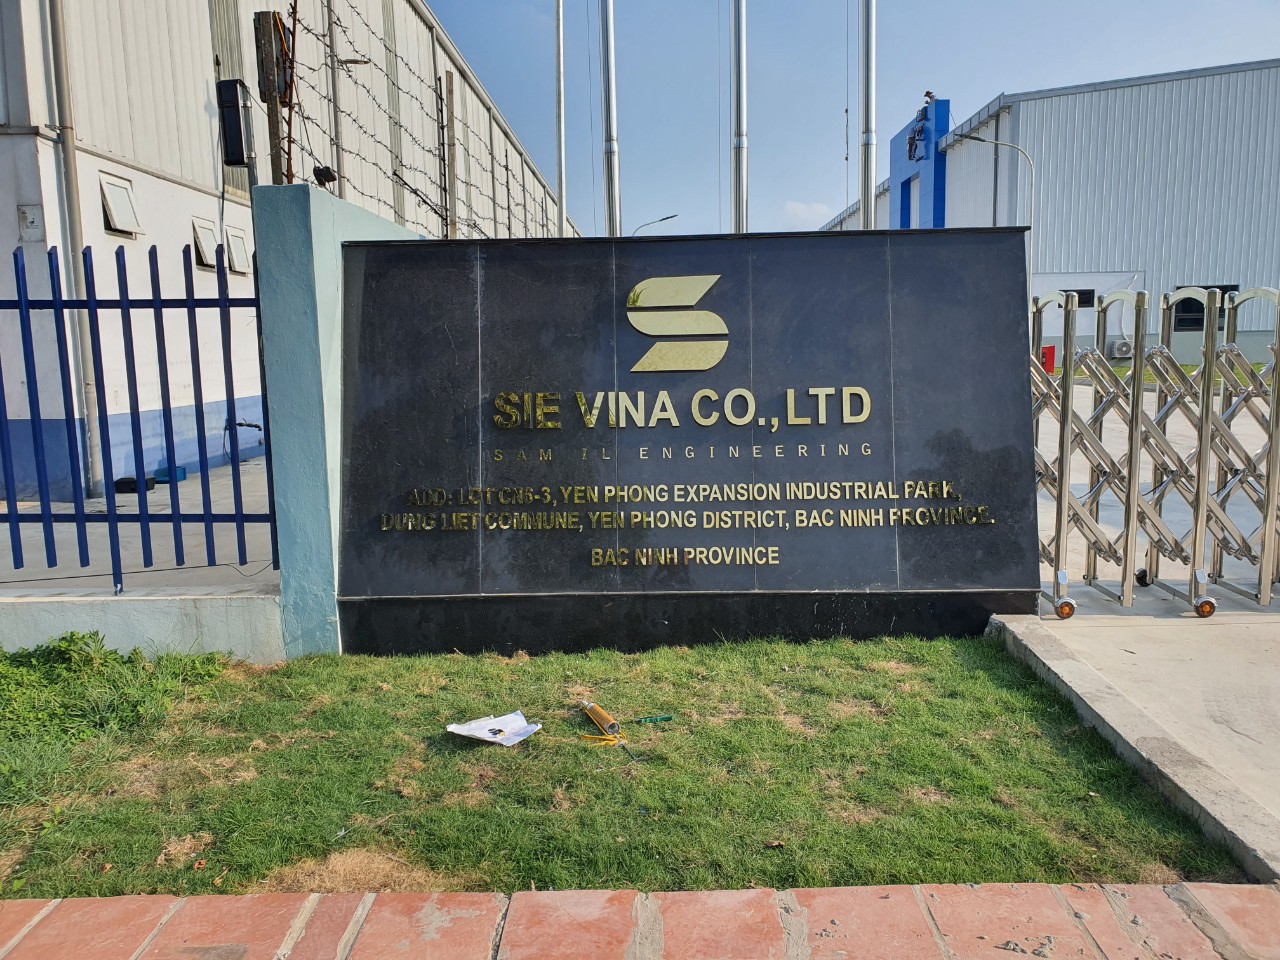 SIE VINA CO.,LTD
SAM IL ENGINEERING
ADD: LOT CN6-3, YEN PHONG EXPANSION INDUSTRIAL PARK,
DUNG LIET COMMUNE, YEN PHONG DISTRICT, BAC NINH PROVINCE.
BAC NINH PROVINCE